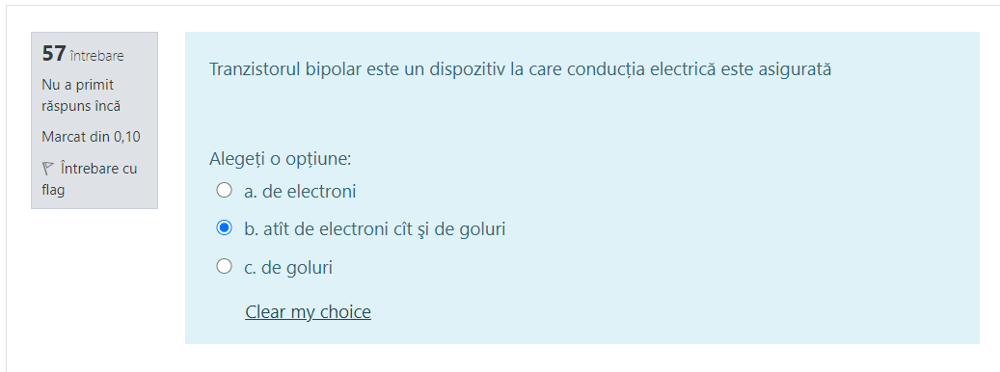 57 întrebare
Nu a primit
răspuns încă
Marcat din 0,10
Întrebare cu
flag
Tranzistorul bipolar este un dispozitiv la care conducția electrică este asigurată
Alegeți o opțiune:
a. de electroni
b. atît de electroni cît şi de goluri
c. de goluri
Clear my choice